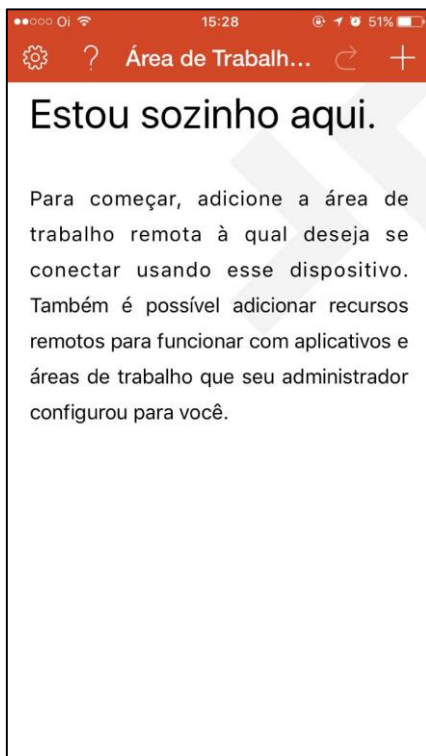 Oi 15:28 51%
? Área de Trabalh...
Estou sozinho aqui.
Para começar, adicione a área de
trabalho remota à qual deseja se
conectar usando esse dispositivo.
Também é possível adicionar recursos
remotos para funcionar com aplicativos e
áreas de trabalho que seu administrador
configurou para você.